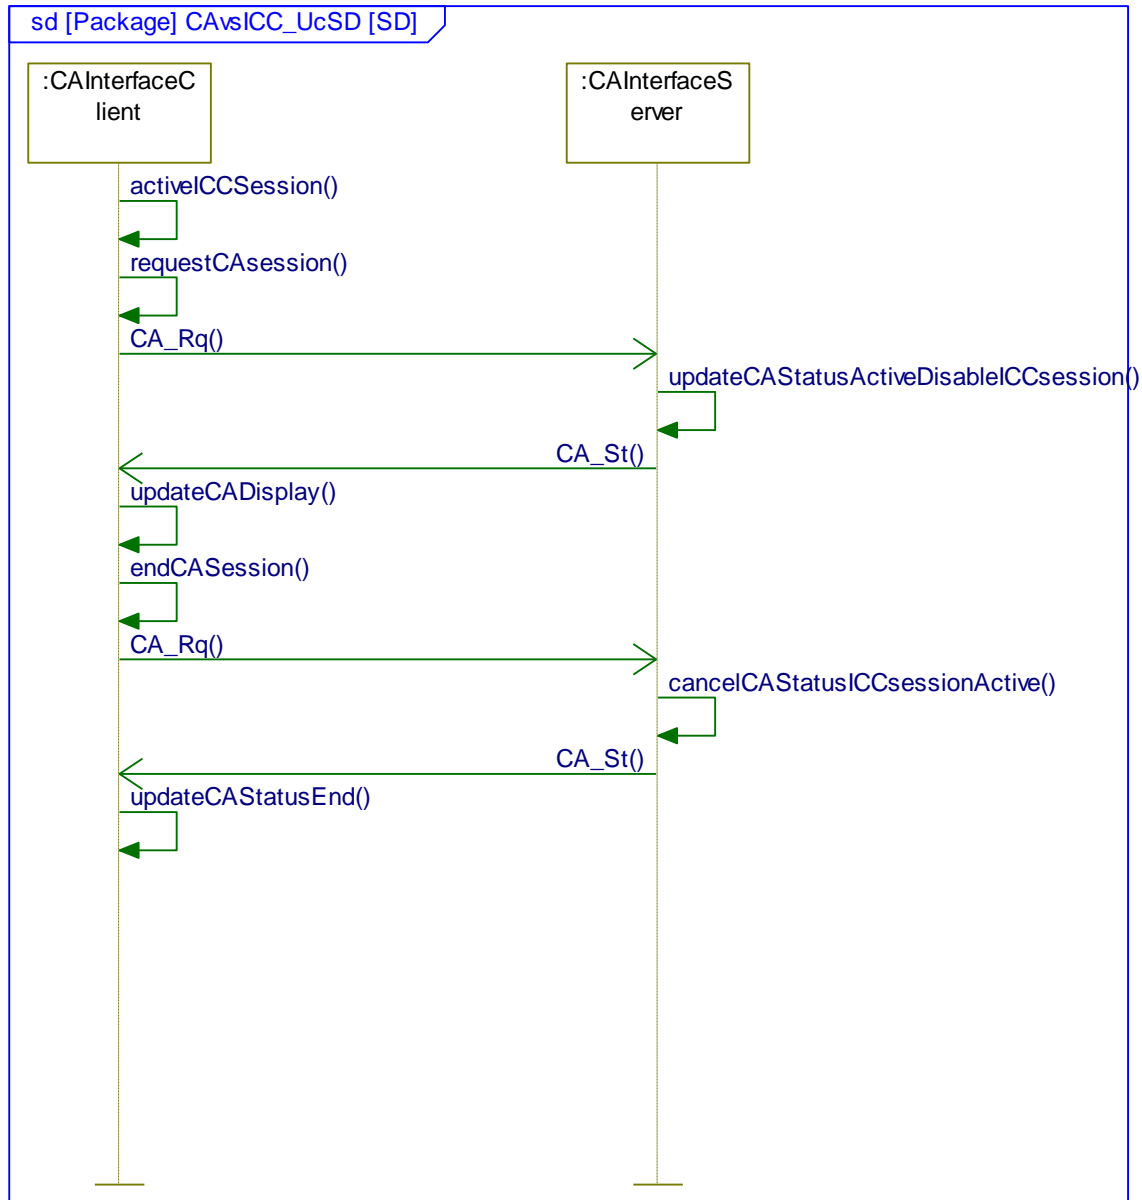 sd [Package] CAvsICC_UcSD [SD]
:CAInterfaceC
lient
:CAInterfaceS
erver
activeICCSession()
requestCAsession()
CA_Rq()
updateCAStatusActiveDisableICCsession()
CA_St()
updateCADisplay()
endCASession()
CA_Rq()
cancelCAStatusICCsessionActive()
CA_St()
updateCAStatusEnd()